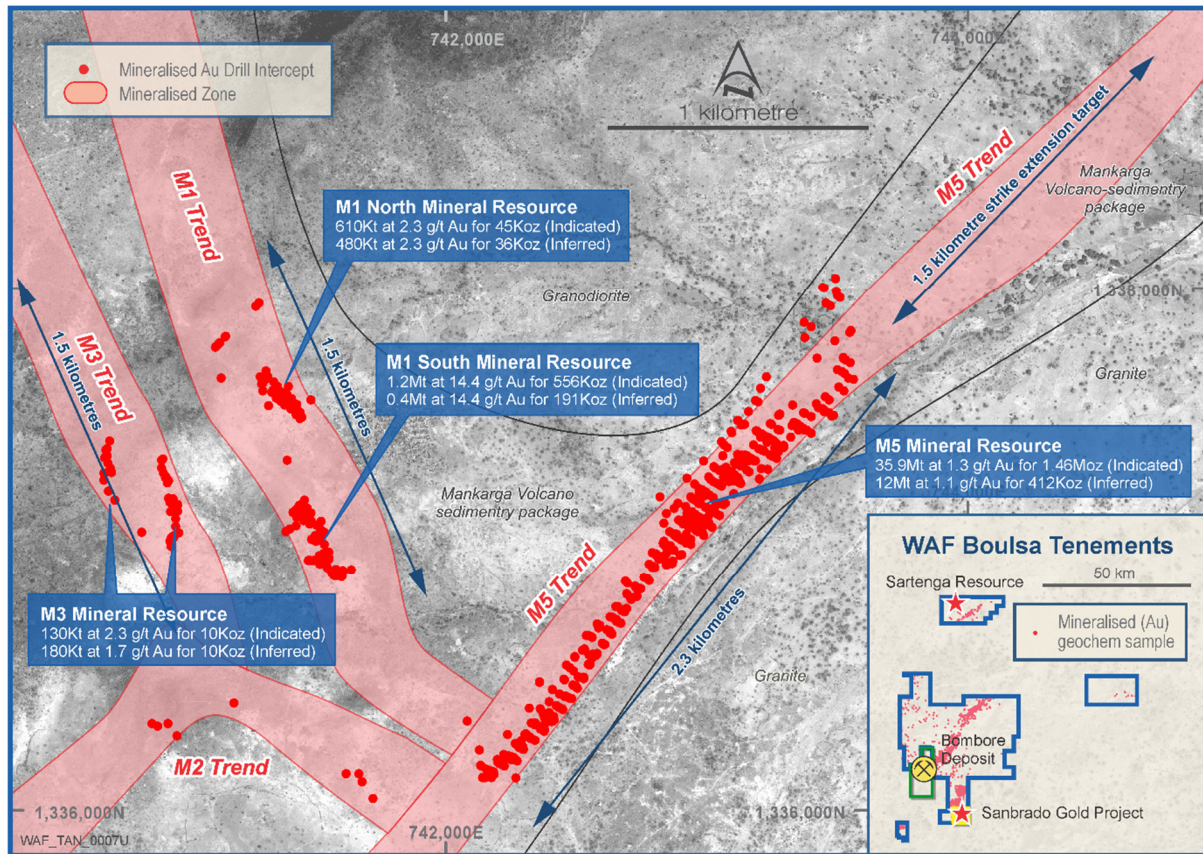 742,000E
744,000E
Mineralised Au Drill Intercept
Mineralised Zone
N
1 kilometre
M1 Trend
M5 Trend
1.5 kilometre strike extension target
Mankarga
Volcano-sedimentry
package
M1 North Mineral Resource
610Kt at 2.3 g/t Au for 45Koz (Indicated)
480Kt at 2.3 g/t Au for 36Koz (Inferred)
Granodiorite
1,338,000N
M3 Trend
1.5 kilometres
1.5 kilometres
M1 South Mineral Resource
1.2Mt at 14.4 g/t Au for 556Koz (Indicated)
0.4Mt at 14.4 g/t Au for 191Koz (Inferred)
Granite
M5 Mineral Resource
35.9Mt at 1.3 g/t Au for 1.46Moz (Indicated)
12Mt at 1.1 g/t Au for 412Koz (Inferred)
Mankarga Volcano
sedimentry package
M5 Trend
2.3 kilometres
M3 Mineral Resource
130Kt at 2.3 g/t Au for 10Koz (Indicated)
180Kt at 1.7 g/t Au for 10Koz (Inferred)
Granite
M2 Trend
1,336,000N
742,000E
WAF_TAN_0007U
WAF Boulsa Tenements
Sartenga Resource
50 km
Mineralised (Au)
geochem sample
Bombore
Deposit
Sanbrado Gold Project